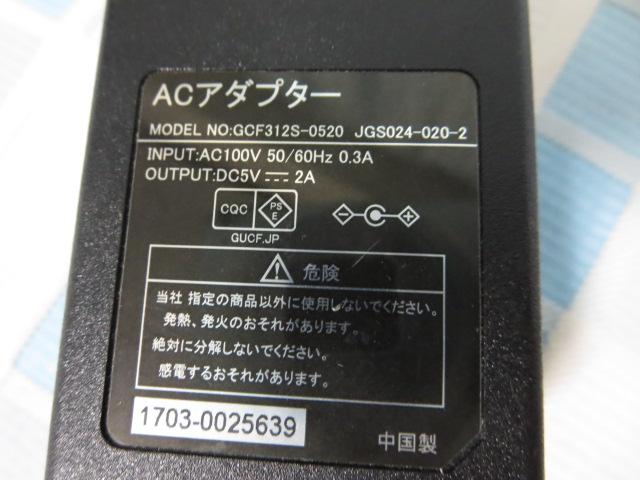 ACアダプター
MODEL NO:GCF312S-0520 JGS024-020-2
INPUT:AC100V 50/60Hz 0.3A
OUTPUT:DC5V ⎓ 2A
CQC PS E
GUCF.JP
危険
当社 指定の商品以外に使用しないでください。
発熱、発火のおそれがあります。
絶対に分解しないでください。
感電するおそれが あります。
1703-0025639
中国製